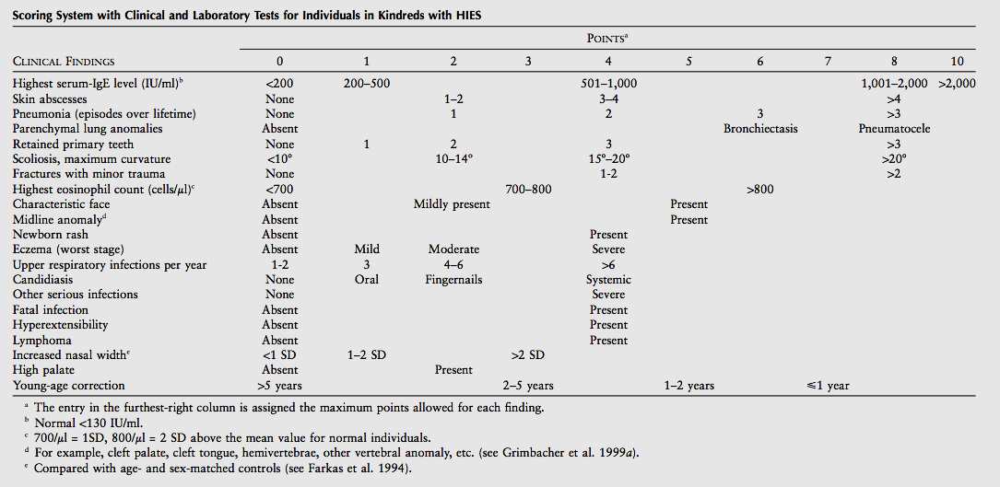 Scoring System with Clinical and Laboratory Tests for Individuals in Kindreds with HIES
POINTSᵃ
CLINICAL FINDINGS 0 1 2 3 4 5 6 7 8 10
Highest serum-IgE level (IU/ml)ᵇ <200 200–500 501–1,000 1,001–2,000 >2,000
Skin abscesses None 1–2 3–4 >4
Pneumonia (episodes over lifetime) None 1 2 3 >3
Parenchymal lung anomalies Absent Bronchiectasis Pneumatocele
Retained primary teeth None 1 2 3 >3
Scoliosis, maximum curvature <10° 10–14° 15°–20° >20°
Fractures with minor trauma None 1-2 >2
Highest eosinophil count (cells/μl)ᶜ <700 700–800 >800
Characteristic face Absent Mildly present Present
Midline anomalyᵈ Absent Present
Newborn rash Absent Present
Eczema (worst stage) Absent Mild Moderate Severe
Upper respiratory infections per year 1-2 3 4–6 >6
Candidiasis None Oral Fingernails Systemic
Other serious infections None Severe
Fatal infection Absent Present
Hyperextensibility Absent Present
Lymphoma Absent Present
Increased nasal widthᵉ <1 SD 1–2 SD >2 SD
High palate Absent Present
Young-age correction >5 years 2–5 years 1–2 years ⩽1 year
ᵃ The entry in the furthest-right column is assigned the maximum points allowed for each finding.
ᵇ Normal <130 IU/ml.
ᶜ 700/μl = 1SD, 800/μl = 2 SD above the mean value for normal individuals.
ᵈ For example, cleft palate, cleft tongue, hemivertebrae, other vertebral anomaly, etc. (see Grimbacher et al. 1999a).
ᵉ Compared with age- and sex-matched controls (see Farkas et al. 1994).